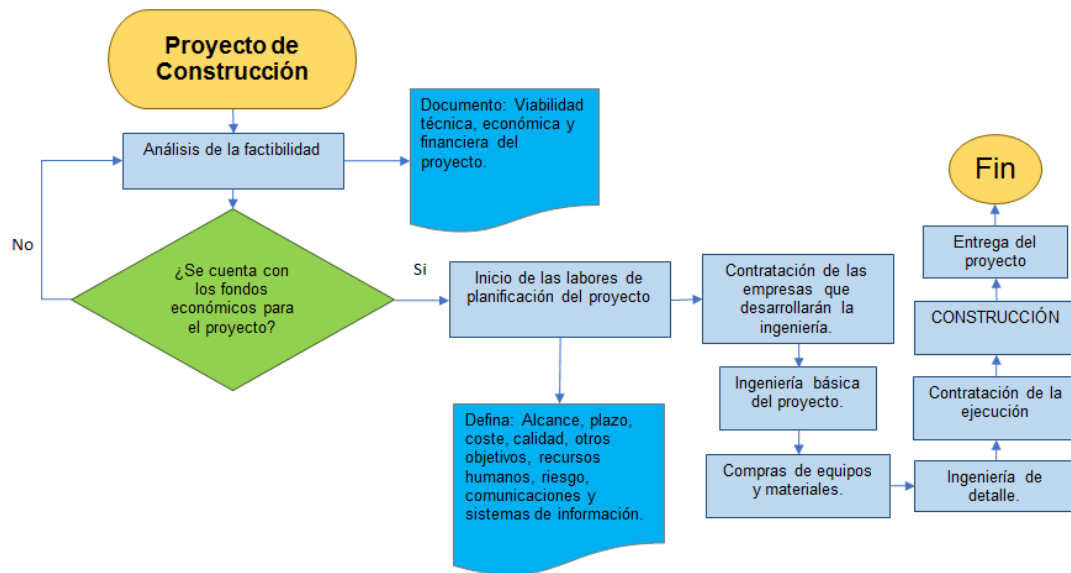 Proyecto de
Construcción
Análisis de la factibilidad
Documento: Viabilidad
técnica, económica y
financiera del
proyecto.
No
¿Se cuenta con
los fondos
económicos para
el proyecto?
Si
Inicio de las labores de
planificación del proyecto
Defina: Alcance, plazo,
coste, calidad, otros
objetivos, recursos
humanos, riesgo,
comunicaciones y
sistemas de información.
Contratación de las
empresas que
desarrollarán la
ingeniería.
Ingeniería básica
del proyecto.
Compras de equipos
y materiales.
Ingeniería de
detalle.
Contratación de la
ejecución
CONSTRUCCIÓN
Entrega del
proyecto
Fin